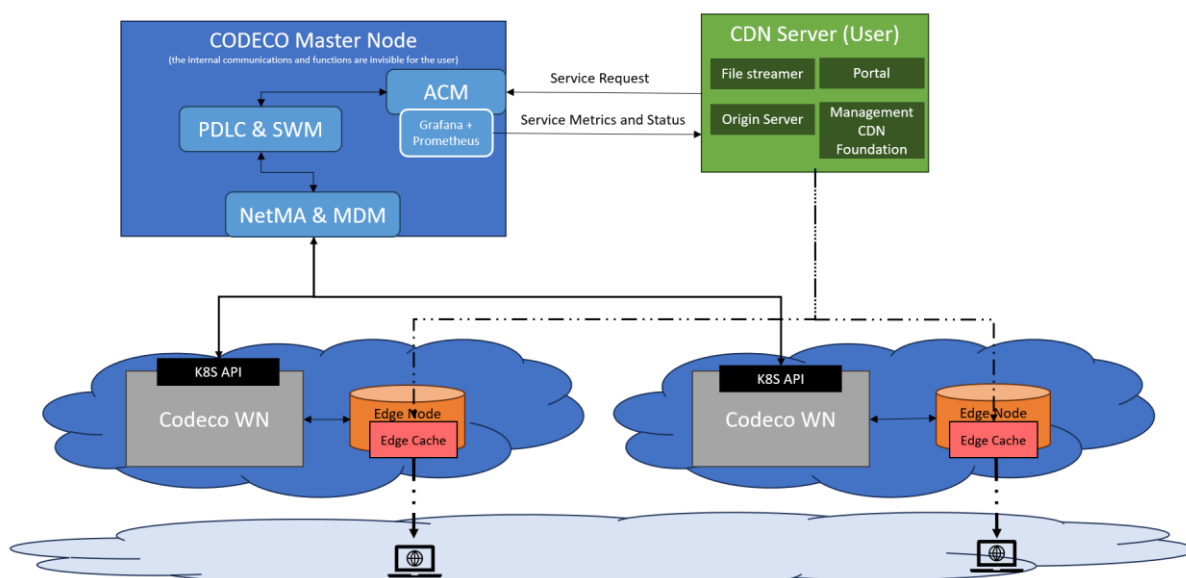 CODECO Master Node
(the internal communications and functions are invisible for the user)
ACM
Grafana +
Prometheus
PDLC & SWM
NetMA & MDM
Service Request
Service Metrics and Status
CDN Server (User)
File streamer
Portal
Origin Server
Management
CDN
Foundation
K8S API
Codeco WN
Edge Node
Edge Cache
K8S API
Codeco WN
Edge Node
Edge Cache